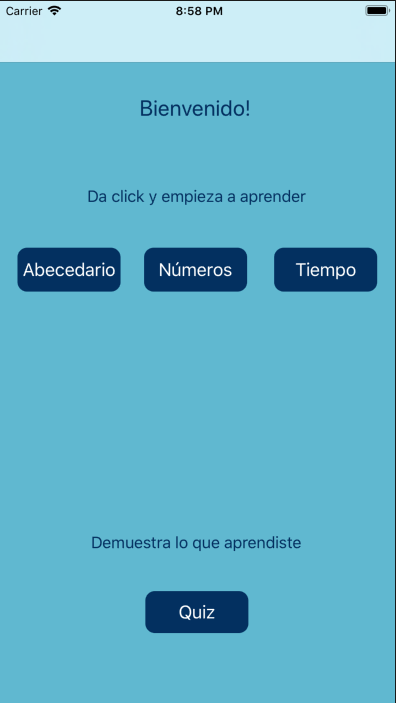 Carrier 8:58 PM
Bienvenido!
Da click y empieza a aprender
Abecedario Números Tiempo
Demuestra lo que aprendiste
Quiz